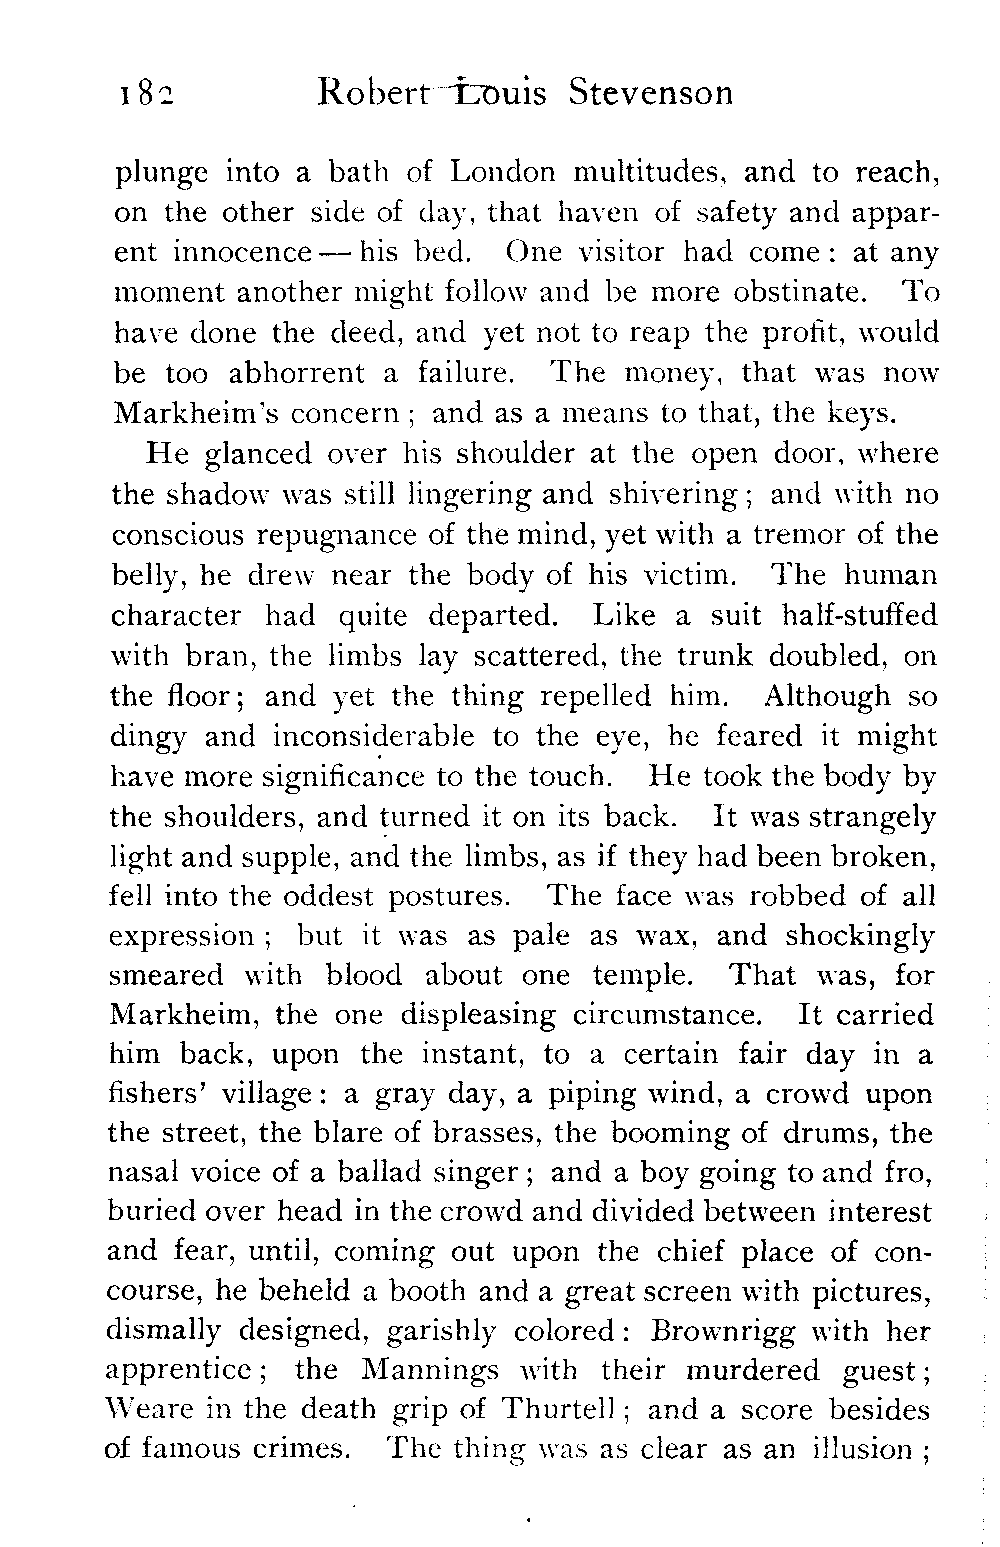 182 Robert Louis Stevenson
plunge into a bath of London multitudes, and to reach,
on the other side of day, that haven of safety and appar-
ent innocence — his bed. One visitor had come : at any
moment another might follow and be more obstinate. To
have done the deed, and yet not to reap the profit, would
be too abhorrent a failure. The money, that was now
Markheim's concern ; and as a means to that, the keys.
He glanced over his shoulder at the open door, where
the shadow was still lingering and shivering ; and with no
conscious repugnance of the mind, yet with a tremor of the
belly, he drew near the body of his victim. The human
character had quite departed. Like a suit half-stuffed
with bran, the limbs lay scattered, the trunk doubled, on
the floor ; and yet the thing repelled him. Although so
dingy and inconsiderable to the eye, he feared it might
have more significance to the touch. He took the body by
the shoulders, and turned it on its back. It was strangely
light and supple, and the limbs, as if they had been broken,
fell into the oddest postures. The face was robbed of all
expression ; but it was as pale as wax, and shockingly
smeared with blood about one temple. That was, for
Markheim, the one displeasing circumstance. It carried
him back, upon the instant, to a certain fair day in a
fishers' village : a gray day, a piping wind, a crowd upon
the street, the blare of brasses, the booming of drums, the
nasal voice of a ballad singer ; and a boy going to and fro,
buried over head in the crowd and divided between interest
and fear, until, coming out upon the chief place of con-
course, he beheld a booth and a great screen with pictures,
dismally designed, garishly colored : Brownrigg with her
apprentice ; the Mannings with their murdered guest ;
Weare in the death grip of Thurtell ; and a score besides
of famous crimes. The thing was as clear as an illusion ;